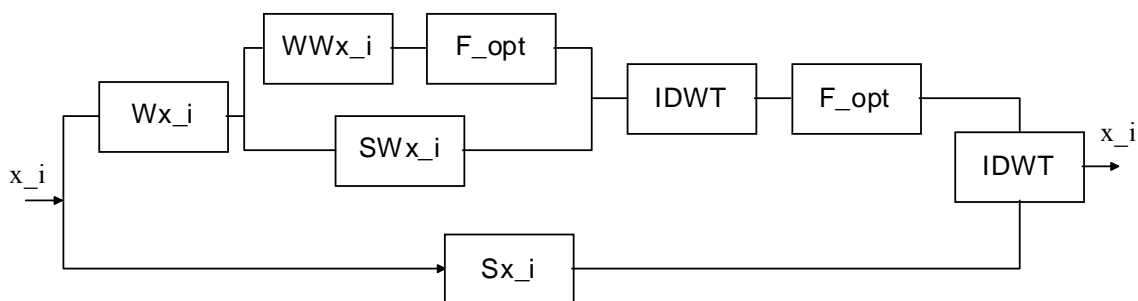 WWx_i
F_opt
Wx_i
IDWT
F_opt
SWx_i
x_i
IDWT
x_i
Sx_i